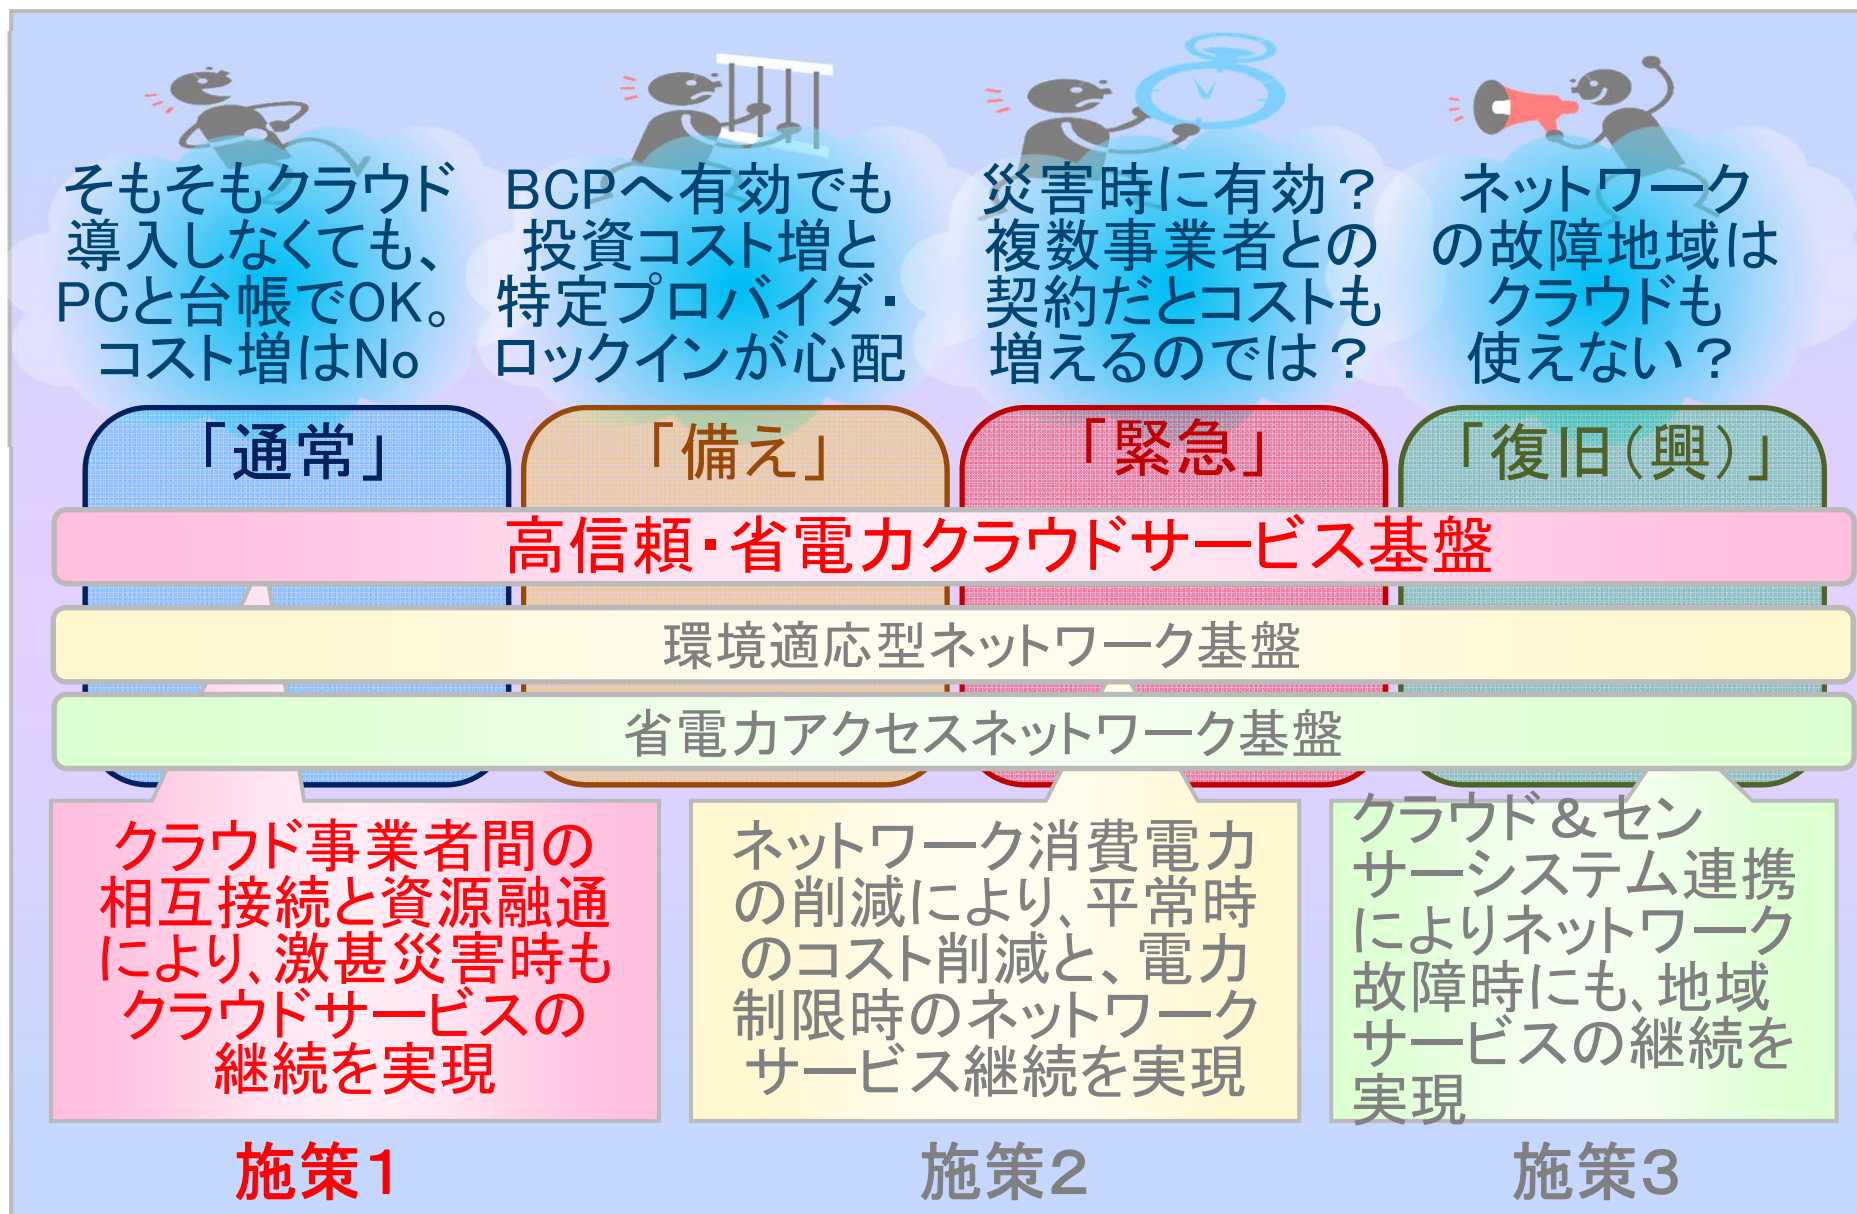 そもそもクラウド
導入しなくても、
PCと台帳でOK。
コスト増はNo
BCPへ有効でも
投資コスト増と
特定プロバイダ・
ロックインが心配
災害時に有効？
複数事業者との
契約だとコストも
増えるのでは？
ネットワーク
の故障地域は
クラウドも
使えない？
「通常」
「備え」
「緊急」
「復旧（興）」
高信頼・省電力クラウドサービス基盤
環境適応型ネットワーク基盤
省電力アクセスネットワーク基盤
クラウド事業者間の
相互接続と資源融通
により、激甚災害時も
クラウドサービスの
継続を実現
ネットワーク消費電力
の削減により、平常時
のコスト削減と、電力
制限時のネットワーク
サービス継続を実現
クラウド＆セン
サーシステム連携
によりネットワーク
故障時にも、地域
サービスの継続を
実現
施策1
施策2
施策3